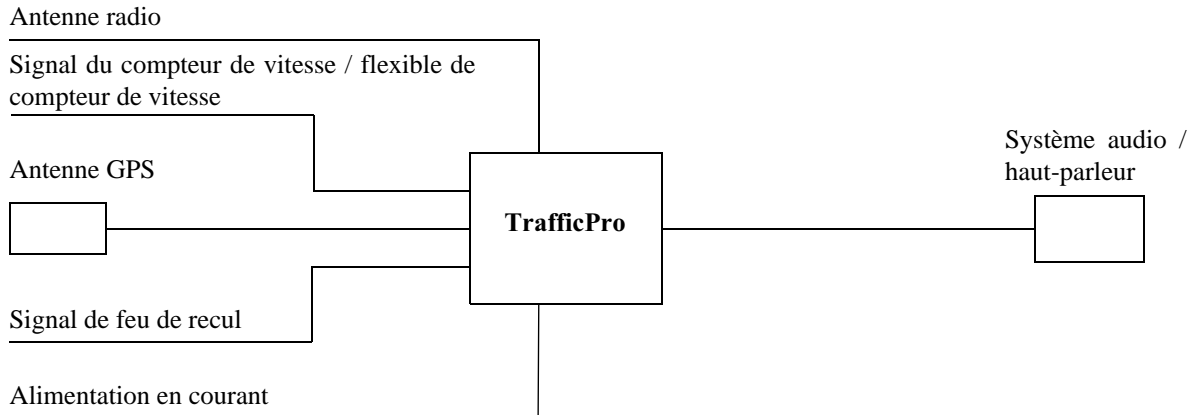 Antenne radio
Signal du compteur de vitesse / flexible de
compteur de vitesse
Système audio /
haut-parleur
Antenne GPS
TrafficPro
Signal de feu de recul
Alimentation en courant